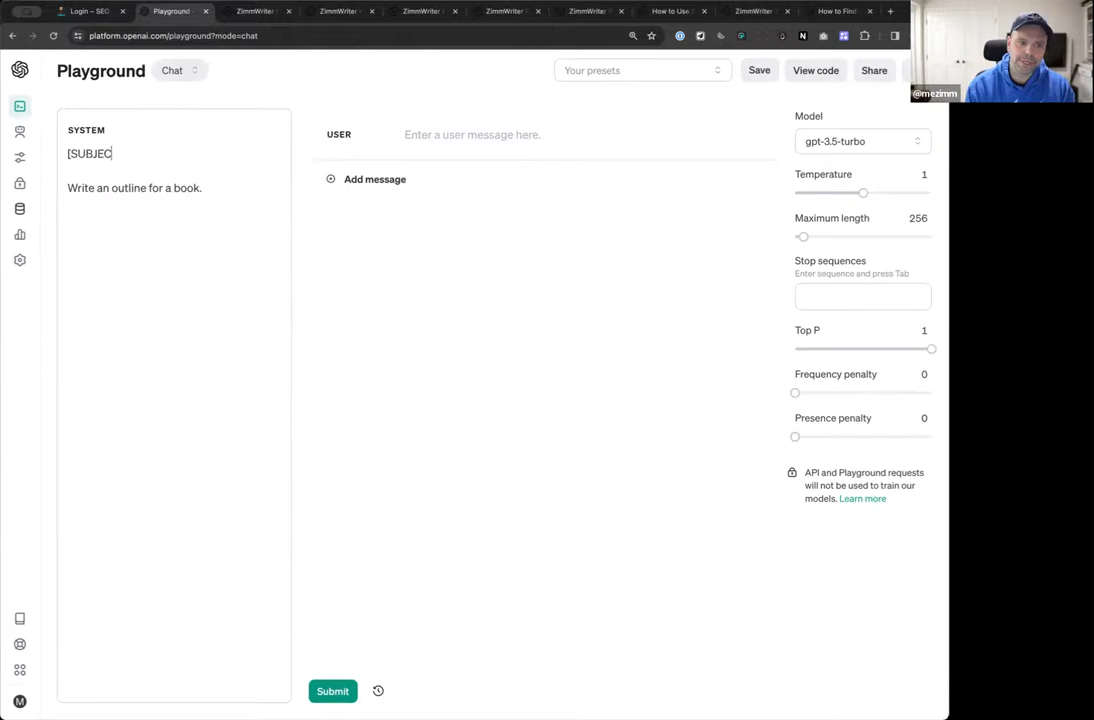 Login – SEO
Playground
ZimmWriter
ZimmWriter
ZimmWriter
ZimmWriter
ZimmWriter
How to Use
ZimmWriter
How to Find
platform.openai.com/playground?mode=chat
Playground
Chat
Your presets
Save
View code
Share
@mezimm
SYSTEM
[SUBJEC
Write an outline for a book.
USER
Enter a user message here.
Add message
Model
gpt-3.5-turbo
Temperature 1
Maximum length 256
Stop sequences
Enter sequence and press Tab
Top P 1
Frequency penalty 0
Presence penalty 0
API and Playground requests
will not be used to train our
models. Learn more
Submit
M